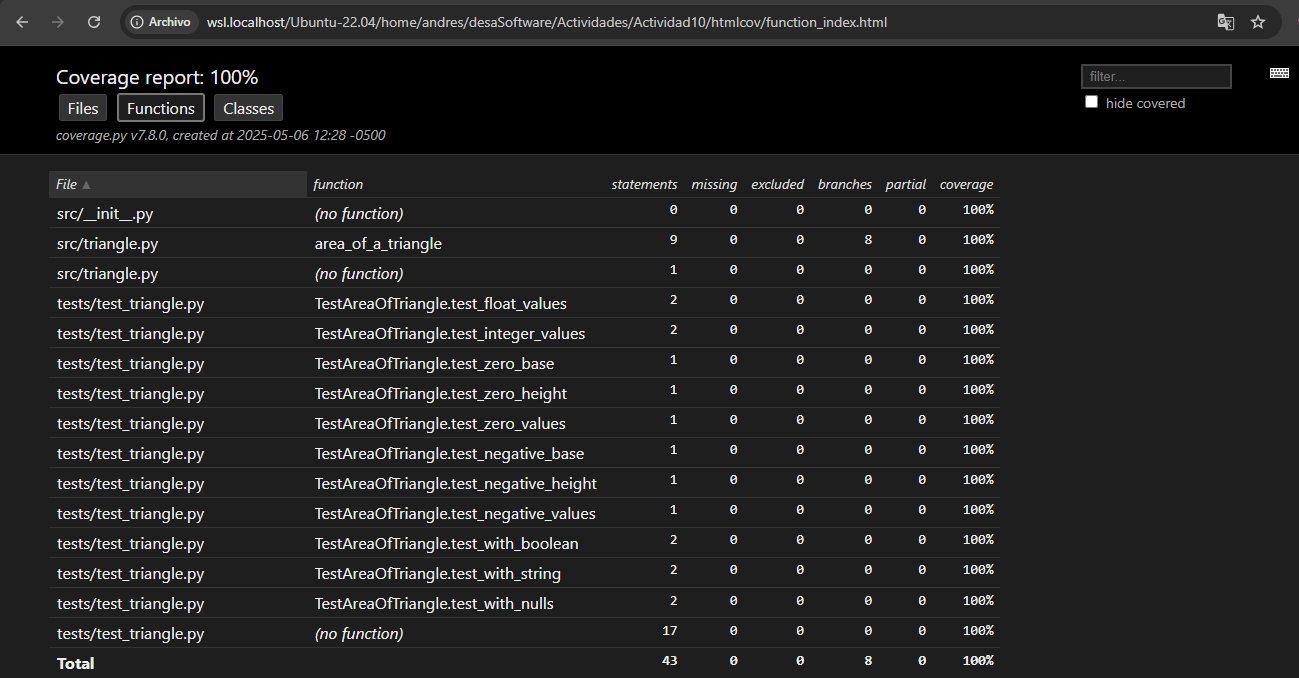 Archivo wsl.localhost/Ubuntu-22.04/home/andres/desaSoftware/Actividades/Actividad10/htmlcov/function_index.html
Coverage report: 100%
filter...
Files Functions Classes
hide covered
coverage.py v7.8.0, created at 2025-05-06 12:28 -0500
File ▲ function statements missing excluded branches partial coverage
src/__init__.py (no function) 0 0 0 0 0 100%
src/triangle.py area_of_a_triangle 9 0 0 8 0 100%
src/triangle.py (no function) 1 0 0 0 0 100%
tests/test_triangle.py TestAreaOfTriangle.test_float_values 2 0 0 0 0 100%
tests/test_triangle.py TestAreaOfTriangle.test_integer_values 2 0 0 0 0 100%
tests/test_triangle.py TestAreaOfTriangle.test_zero_base 1 0 0 0 0 100%
tests/test_triangle.py TestAreaOfTriangle.test_zero_height 1 0 0 0 0 100%
tests/test_triangle.py TestAreaOfTriangle.test_zero_values 1 0 0 0 0 100%
tests/test_triangle.py TestAreaOfTriangle.test_negative_base 1 0 0 0 0 100%
tests/test_triangle.py TestAreaOfTriangle.test_negative_height 1 0 0 0 0 100%
tests/test_triangle.py TestAreaOfTriangle.test_negative_values 1 0 0 0 0 100%
tests/test_triangle.py TestAreaOfTriangle.test_with_boolean 2 0 0 0 0 100%
tests/test_triangle.py TestAreaOfTriangle.test_with_string 2 0 0 0 0 100%
tests/test_triangle.py TestAreaOfTriangle.test_with_nulls 2 0 0 0 0 100%
tests/test_triangle.py (no function) 17 0 0 0 0 100%
Total 43 0 0 8 0 100%